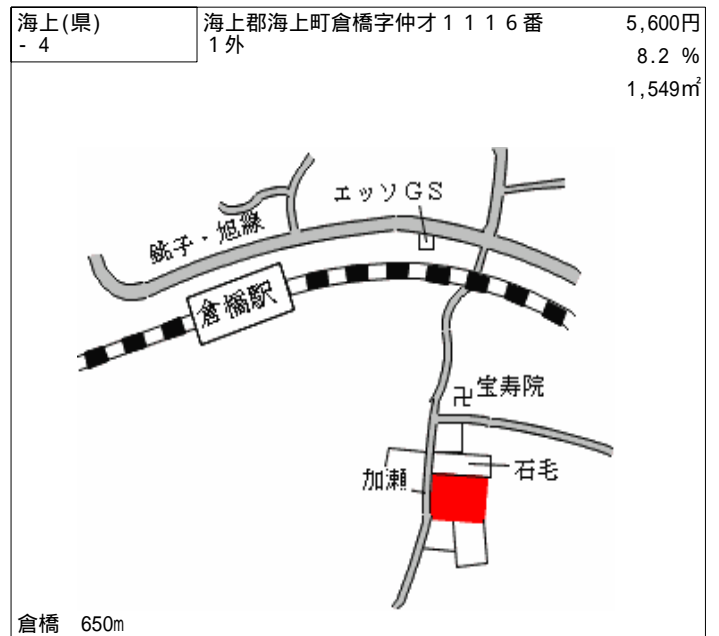 海上(県)
- 4
海上郡海上町倉橋字仲才１１１６番
１外
5,600円
8.2 %
1,549㎡
エッソＧＳ
銚子・旭線
倉橋駅
卍宝寿院
石毛
加瀬
倉橋 650m